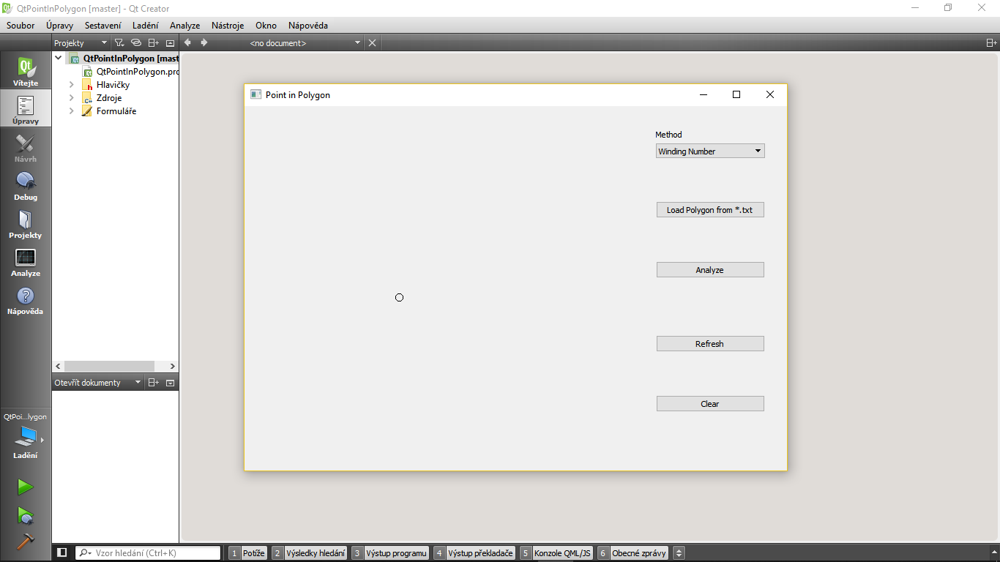 QtPointInPolygon [master] - Qt Creator
Soubor Úpravy Sestavení Ladění Analyze Nástroje Okno Nápověda
Projekty <no document>
Vítejte
Úpravy
Návrh
Debug
Projekty
Analyze
Nápověda
QtPoi...lygon
Ladění
QtPointInPolygon [mast
QtPointInPolygon.pro
Hlavičky
Zdroje
Formuláře
Otevřít dokumenty
Point in Polygon
Method
Winding Number
Load Polygon from *.txt
Analyze
Refresh
Clear
Vzor hledání (Ctrl+K) 1 Potíže 2 Výsledky hledání 3 Výstup programu 4 Výstup překladače 5 Konzole QML/JS 6 Obecné zprávy